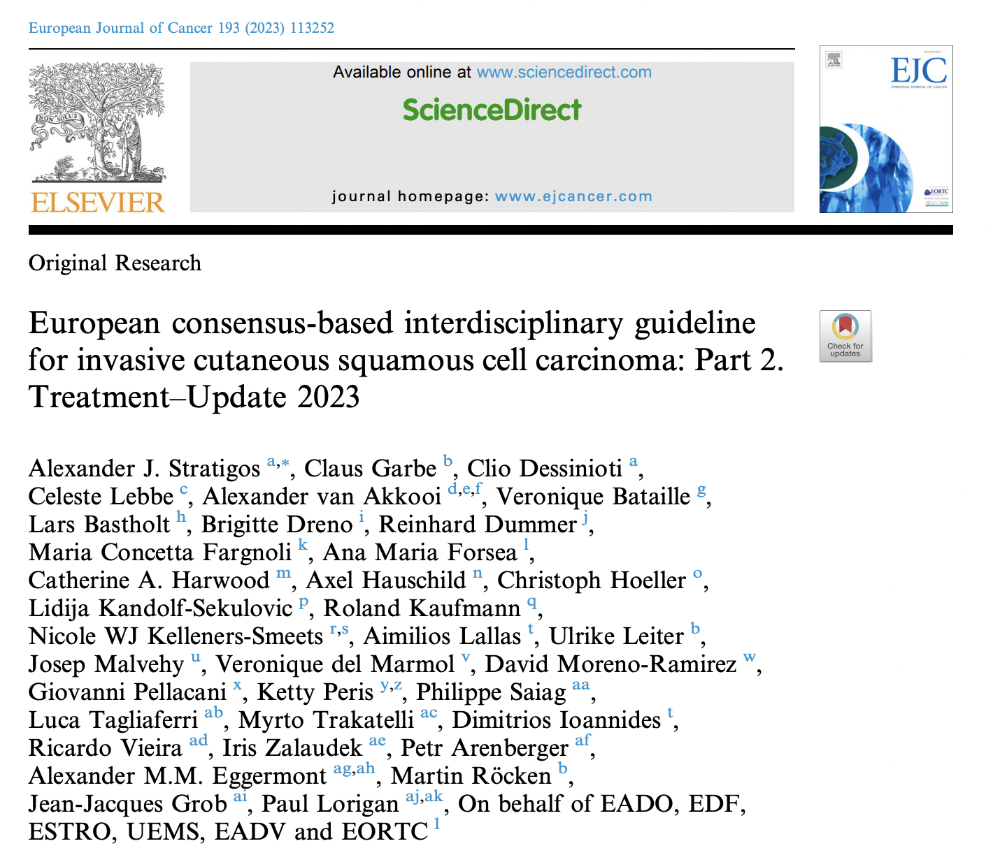 European Journal of Cancer 193 (2023) 113252
Available online at www.sciencedirect.com
ScienceDirect
journal homepage: www.ejcancer.com
NON SOLUS
ELSEVIER
EJC
EUROPEAN JOURNAL OF CANCER
EORTC
Original Research
European consensus-based interdisciplinary guideline
for invasive cutaneous squamous cell carcinoma: Part 2.
Treatment–Update 2023
Check for
updates
Alexander J. Stratigos a,*, Claus Garbe b, Clio Dessinioti a,
Celeste Lebbe c, Alexander van Akkooi d,e,f, Veronique Bataille g,
Lars Bastholt h, Brigitte Dreno i, Reinhard Dummer j,
Maria Concetta Fargnoli k, Ana Maria Forsea l,
Catherine A. Harwood m, Axel Hauschild n, Christoph Hoeller o,
Lidija Kandolf-Sekulovic p, Roland Kaufmann q,
Nicole WJ Kelleners-Smeets r,s, Aimilios Lallas t, Ulrike Leiter b,
Josep Malvehy u, Veronique del Marmol v, David Moreno-Ramirez w,
Giovanni Pellacani x, Ketty Peris y,z, Philippe Saiag aa,
Luca Tagliaferri ab, Myrto Trakatelli ac, Dimitrios Ioannides t,
Ricardo Vieira ad, Iris Zalaudek ae, Petr Arenberger af,
Alexander M.M. Eggermont ag,ah, Martin Röcken b,
Jean-Jacques Grob ai, Paul Lorigan aj,ak, On behalf of EADO, EDF,
ESTRO, UEMS, EADV and EORTC 1